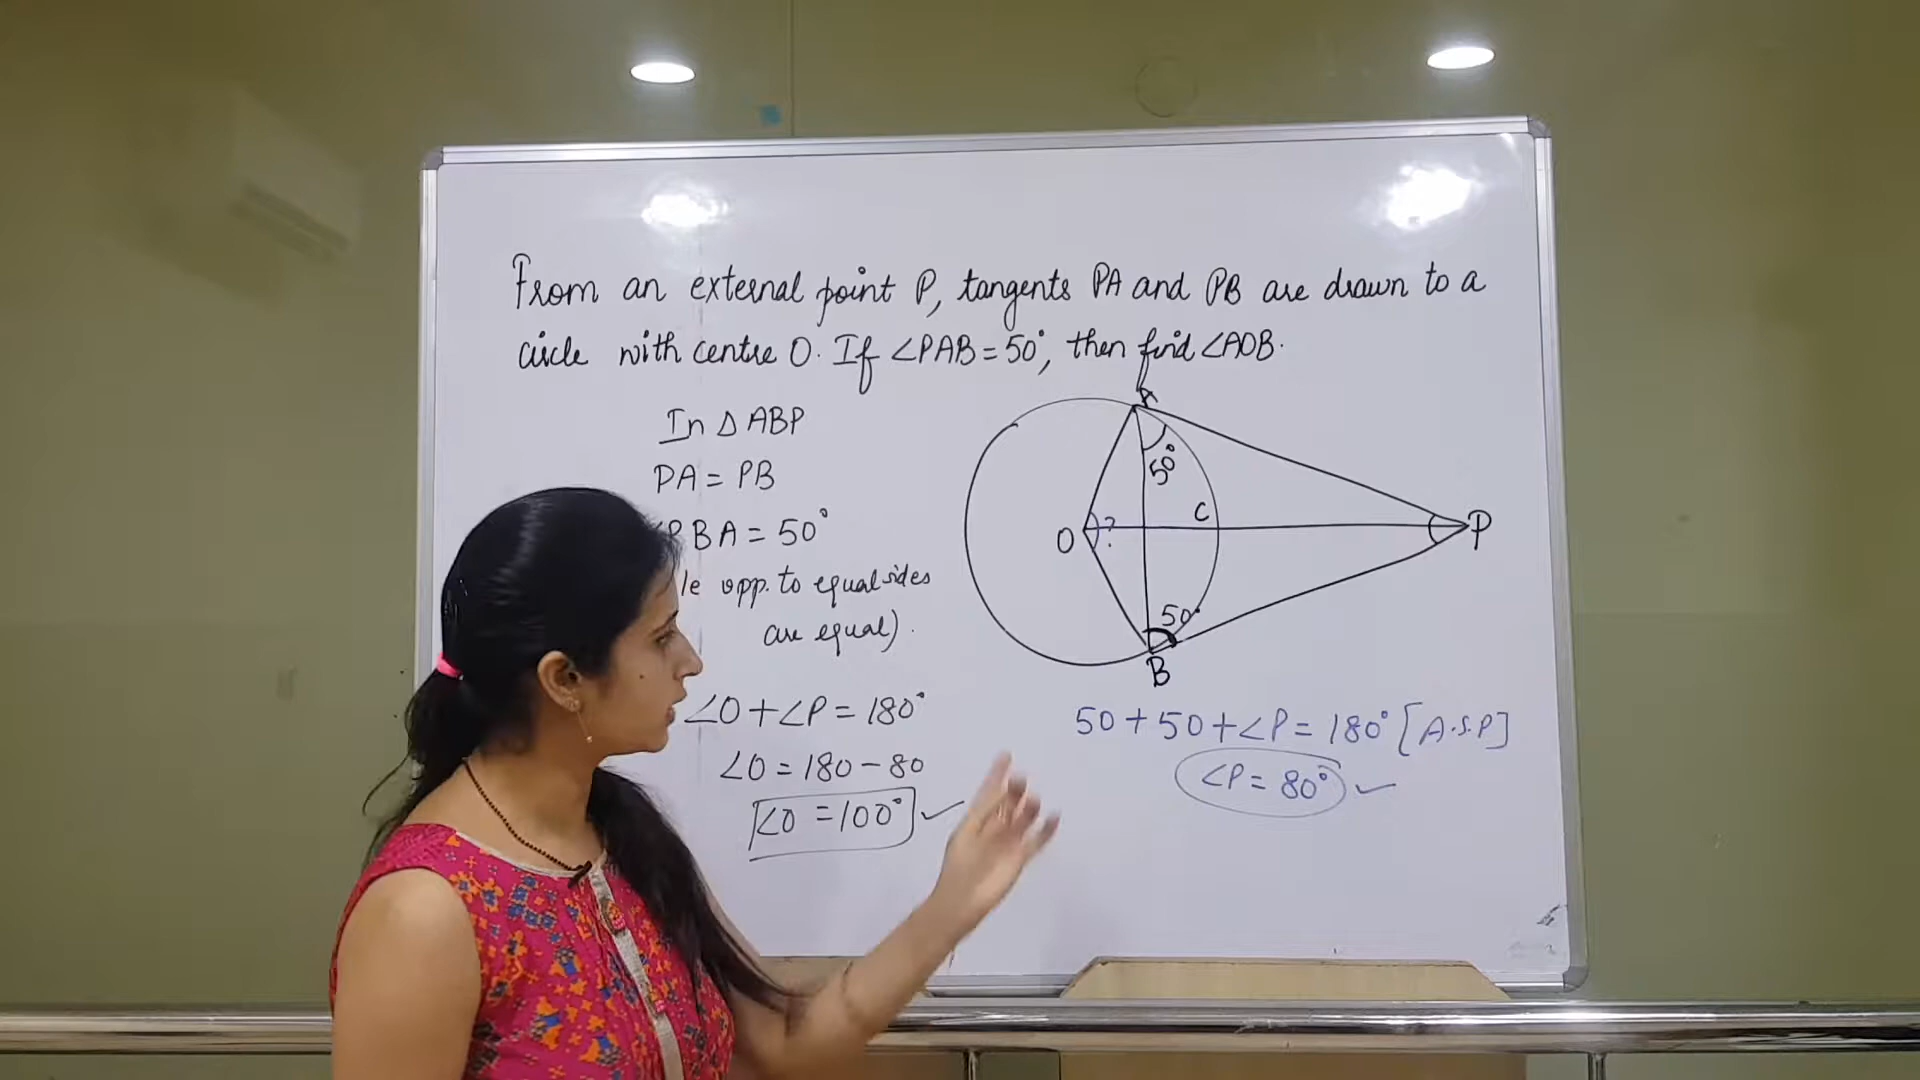 From an external point P, tangents PA and PB are drawn to a
circle with centre O. If ∠PAB = 50°, then find ∠AOB.
In △ ABP
PA = PB
PBA = 50°
le opp. to equal sides
are equal).
∠O + ∠P = 180°
∠O = 180 - 80
∠O = 100° ✓
A
50°
C
O
?
?
P
50°
B
50 + 50 + ∠P = 180° [A.S.P]
∠P = 80° ✓